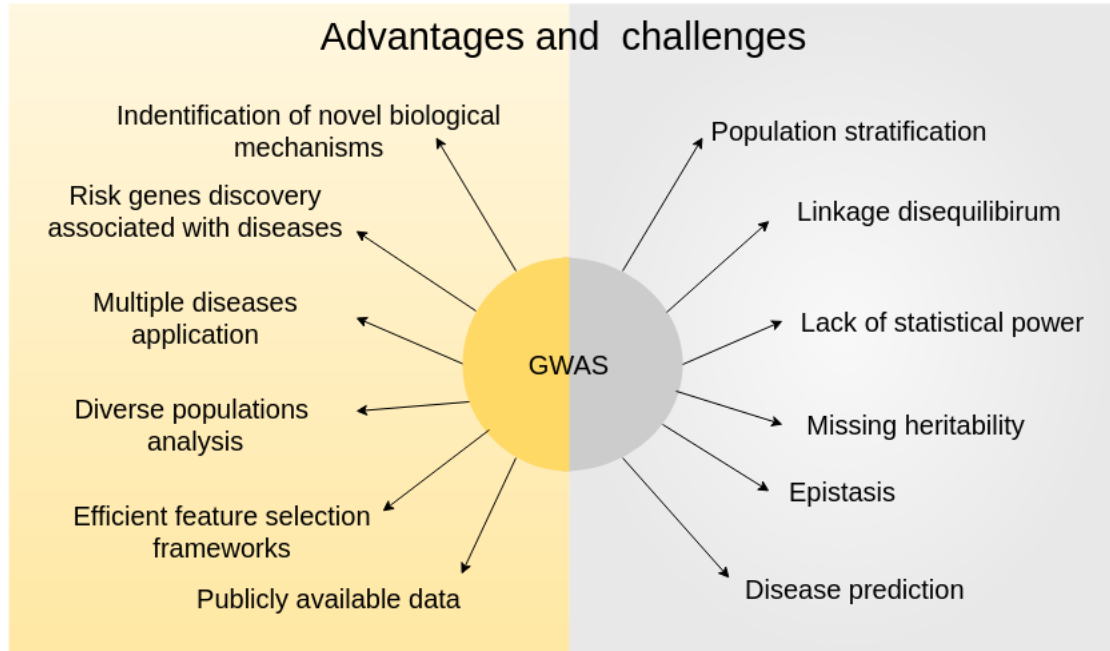 Advantages and challenges
Indentification of novel biological
mechanisms
Risk genes discovery
associated with diseases
Multiple diseases
application
Diverse populations
analysis
Efficient feature selection
frameworks
Publicly available data
GWAS
Population stratification
Linkage disequilibirum
Lack of statistical power
Missing heritability
Epistasis
Disease prediction